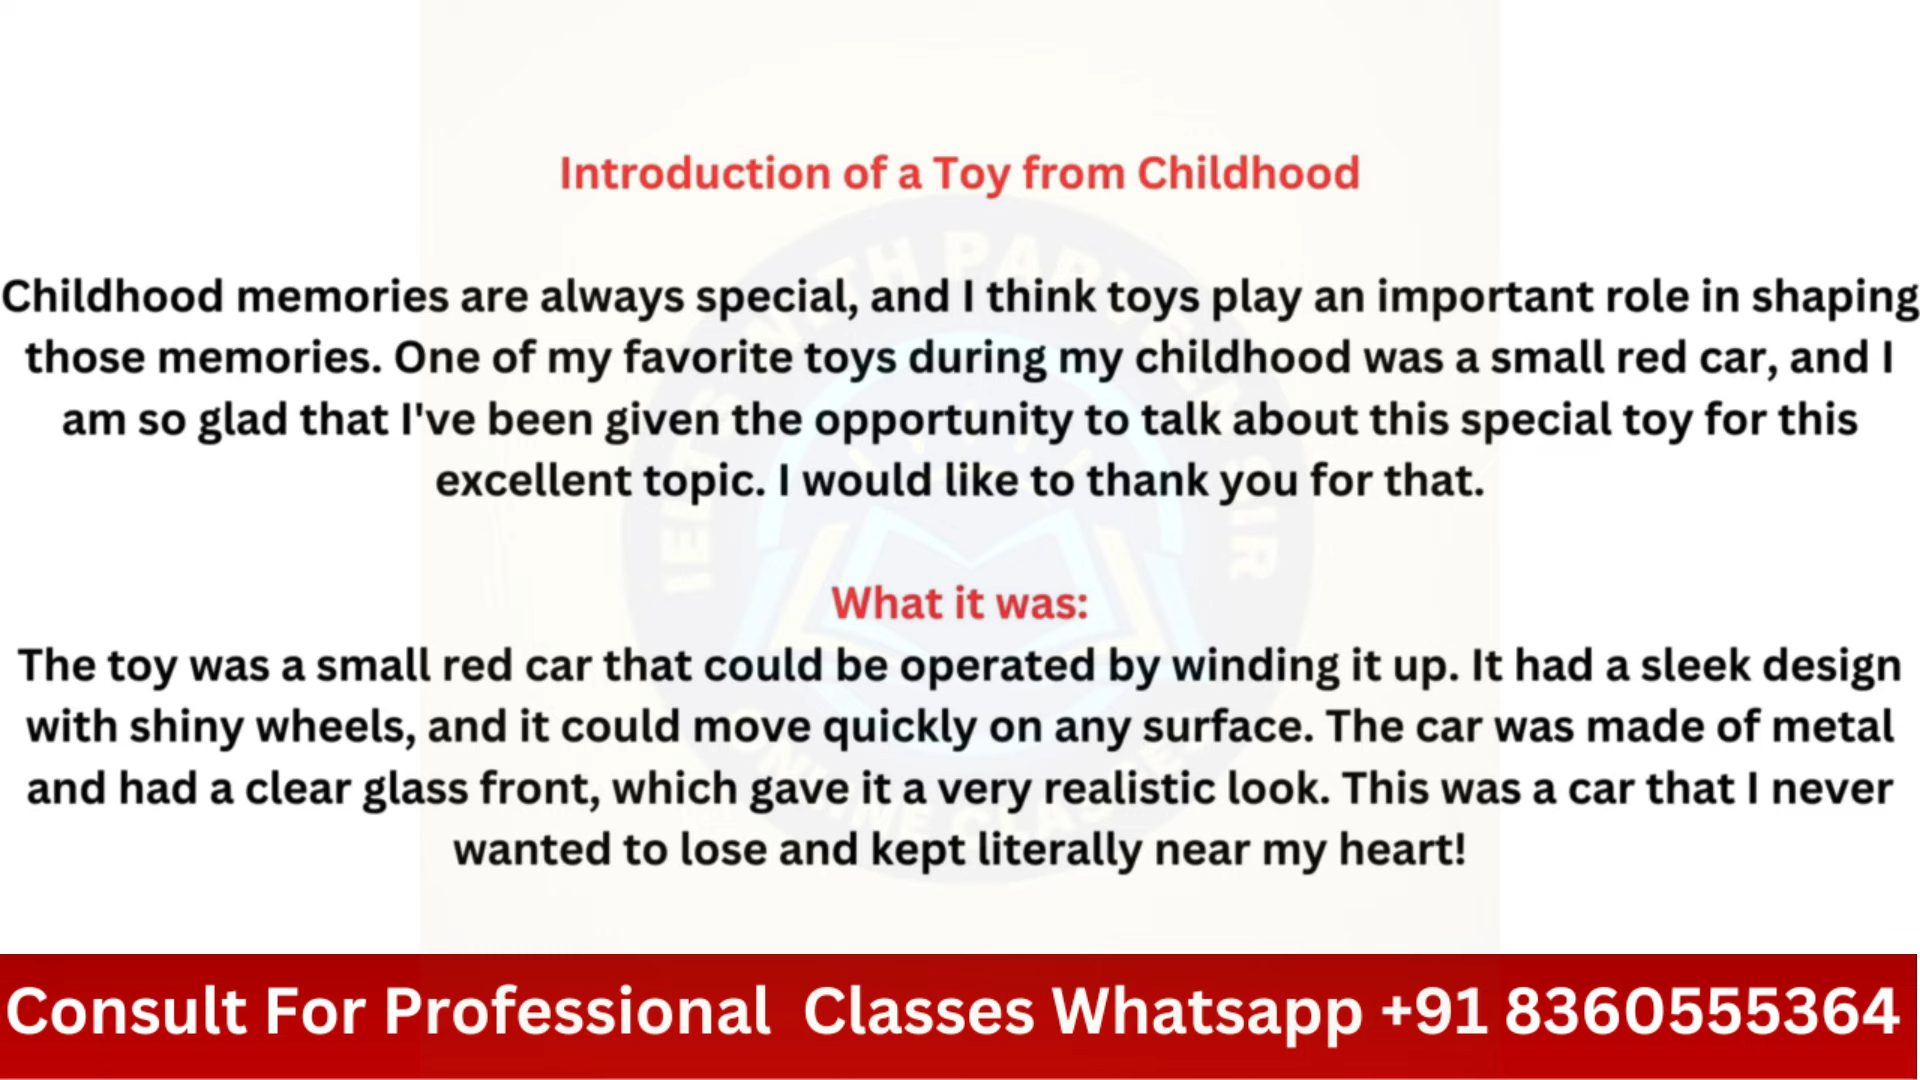 Introduction of a Toy from Childhood
Childhood memories are always special, and I think toys play an important role in shaping
those memories. One of my favorite toys during my childhood was a small red car, and I
am so glad that I've been given the opportunity to talk about this special toy for this
excellent topic. I would like to thank you for that.
What it was:
The toy was a small red car that could be operated by winding it up. It had a sleek design
with shiny wheels, and it could move quickly on any surface. The car was made of metal
and had a clear glass front, which gave it a very realistic look. This was a car that I never
wanted to lose and kept literally near my heart!
Consult For Professional Classes Whatsapp +91 8360555364